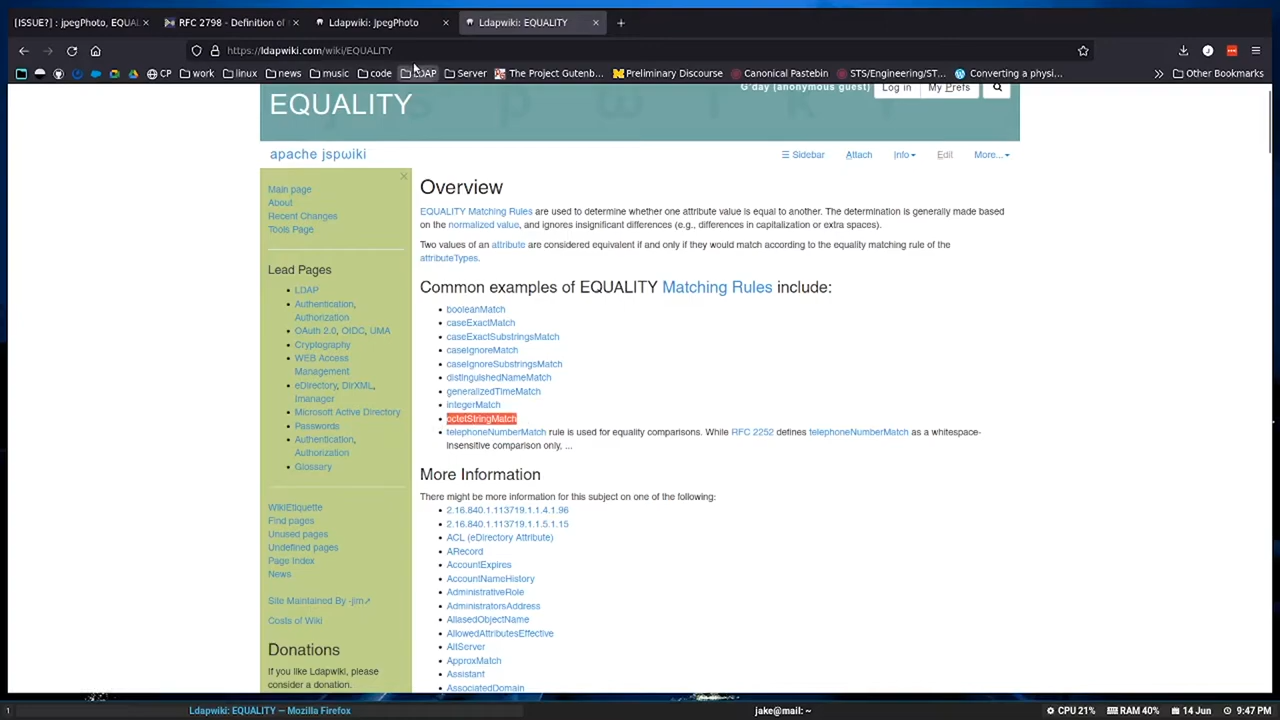 [ISSUE?] : jpegPhoto, EQUAL
RFC 2798 - Definition of
Ldapwiki: JpegPhoto
Ldapwiki: EQUALITY
https://ldapwiki.com/wiki/EQUALITY
CP
work
linux
news
music
code
LDAP
Server
The Project Gutenb...
Preliminary Discourse
Canonical Pastebin
STS/Engineering/ST...
Converting a physi...
Other Bookmarks
EQUALITY
G'day (anonymous guest)
Log in
My Prefs
apache jspωiki
Sidebar
Attach
Info
Edit
More...
Main page
About
Recent Changes
Tools Page
Lead Pages
LDAP
Authentication,
Authorization
OAuth 2.0, OIDC, UMA
Cryptography
WEB Access
Management
eDirectory, DirXML,
Imanager
Microsoft Active Directory
Passwords
Authentication,
Authorization
Glossary
WikiEtiquette
Find pages
Unused pages
Undefined pages
Page Index
News
Site Maintained By -jim↗
Costs of Wiki
Donations
If you like Ldapwiki, please
consider a donation.
Overview
EQUALITY Matching Rules are used to determine whether one attribute value is equal to another. The determination is generally made based
on the normalized value, and ignores insignificant differences (e.g., differences in capitalization or extra spaces).
Two values of an attribute are considered equivalent if and only if they would match according to the equality matching rule of the
attributeTypes.
Common examples of EQUALITY Matching Rules include:
booleanMatch
caseExactMatch
caseExactSubstringsMatch
caseIgnoreMatch
caseIgnoreSubstringsMatch
distinguishedNameMatch
generalizedTimeMatch
integerMatch
octetStringMatch
telephoneNumberMatch rule is used for equality comparisons. While RFC 2252 defines telephoneNumberMatch as a whitespace-
insensitive comparison only, ...
More Information
There might be more information for this subject on one of the following:
2.16.840.1.113719.1.1.4.1.96
2.16.840.1.113719.1.1.5.1.15
ACL (eDirectory Attribute)
ARecord
AccountExpires
AccountNameHistory
AdministrativeRole
AdministratorsAddress
AliasedObjectName
AllowedAttributesEffective
AltServer
ApproxMatch
Assistant
AssociatedDomain
1
Ldapwiki: EQUALITY — Mozilla Firefox
jake@mail: ~
CPU 21%
RAM 40%
14 Jun
9:47 PM